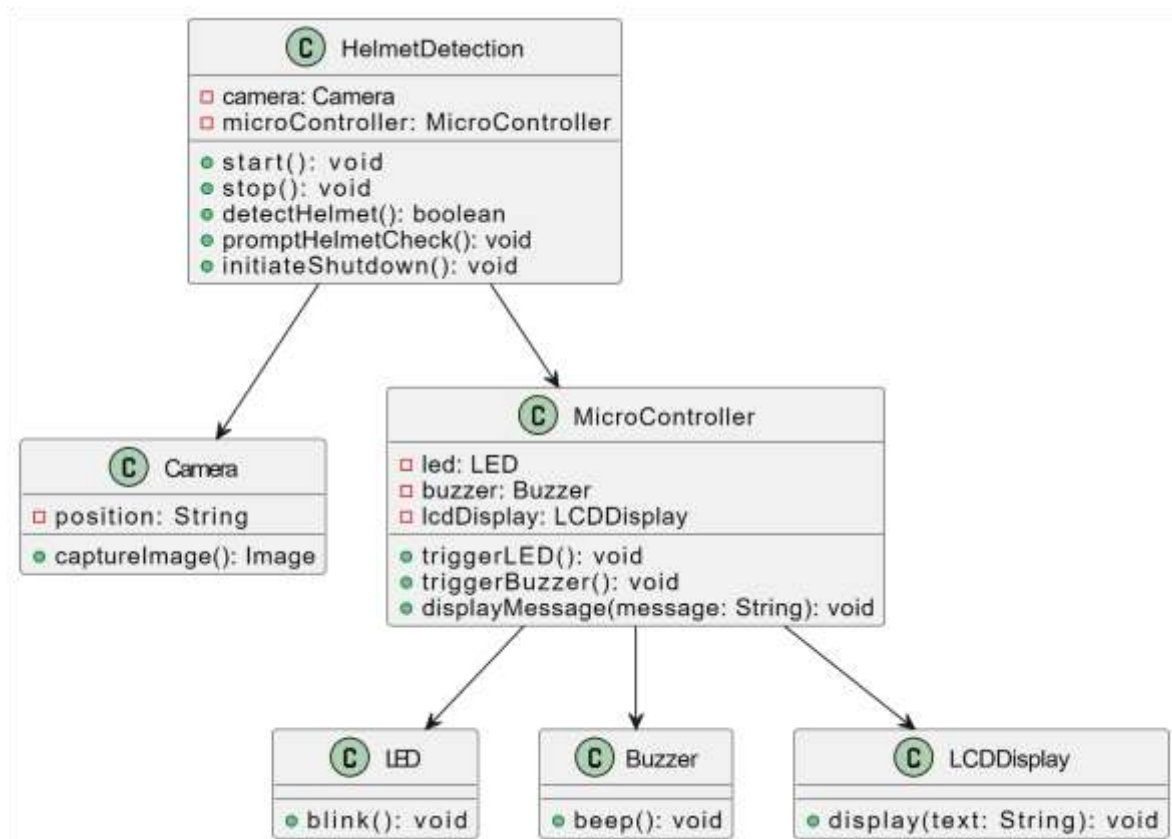 C HelmetDetection
camera: Camera
microController: MicroController
start(): void
stop(): void
detectHelmet(): boolean
promptHelmetCheck(): void
initiateShutdown(): void
C Camera
position: String
captureImage(): Image
C MicroController
led: LED
buzzer: Buzzer
lcdDisplay: LCDDisplay
triggerLED(): void
triggerBuzzer(): void
displayMessage(message: String): void
C LED
blink(): void
C Buzzer
beep(): void
C LCDDisplay
display(text: String): void